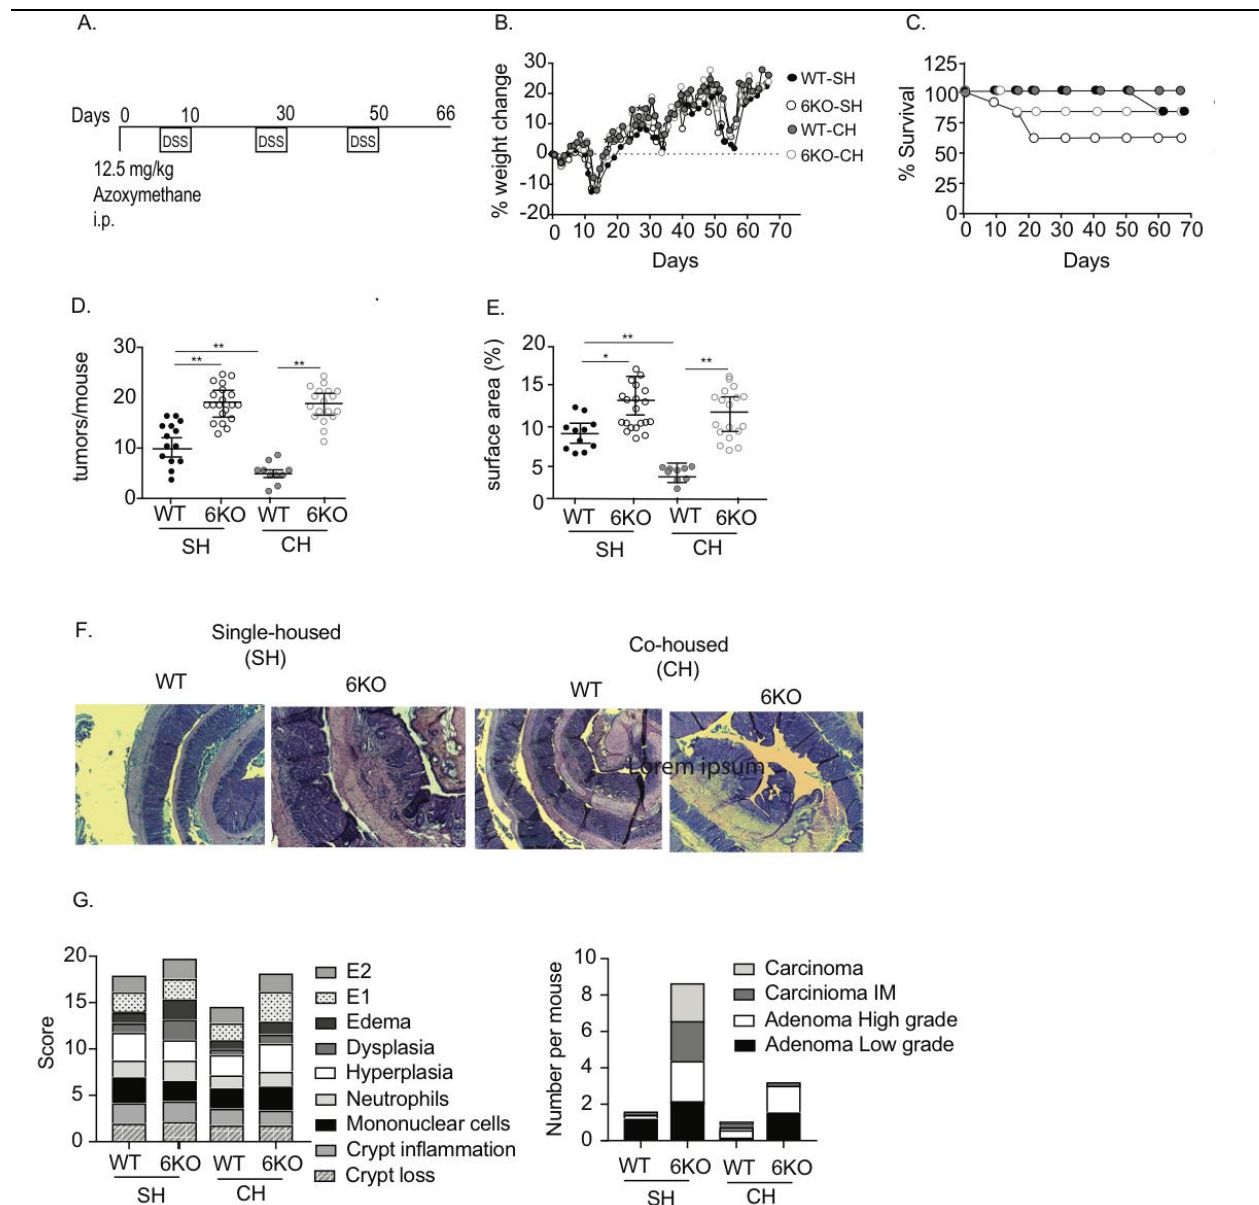 A.
Days 0 10 30 50 66
DSS DSS DSS
12.5 mg/kg
Azoxymethane
i.p.
B.
% weight change
30
20
10
0
-10
-20
0 10 20 30 40 50 60 70
Days
WT-SH
6KO-SH
WT-CH
6KO-CH
C.
% Survival
125
100
75
50
25
0
0 10 20 30 40 50 60 70
Days
D.
tumors/mouse
30
20
10
0
** ** **
WT 6KO WT 6KO
SH CH
E.
surface area (%)
20
15
10
5
0
** * **
WT 6KO WT 6KO
SH CH
F.
Single-housed
(SH)
WT 6KO
Co-housed
(CH)
WT 6KO
Lorem ipsum
G.
Score
20
15
10
5
0
WT 6KO WT 6KO
SH CH
E2
E1
Edema
Dysplasia
Hyperplasia
Neutrophils
Mononuclear cells
Crypt inflammation
Crypt loss
Number per mouse
10
8
6
4
2
0
WT 6KO WT 6KO
SH CH
Carcinoma
Carcinioma IM
Adenoma High grade
Adenoma Low grade